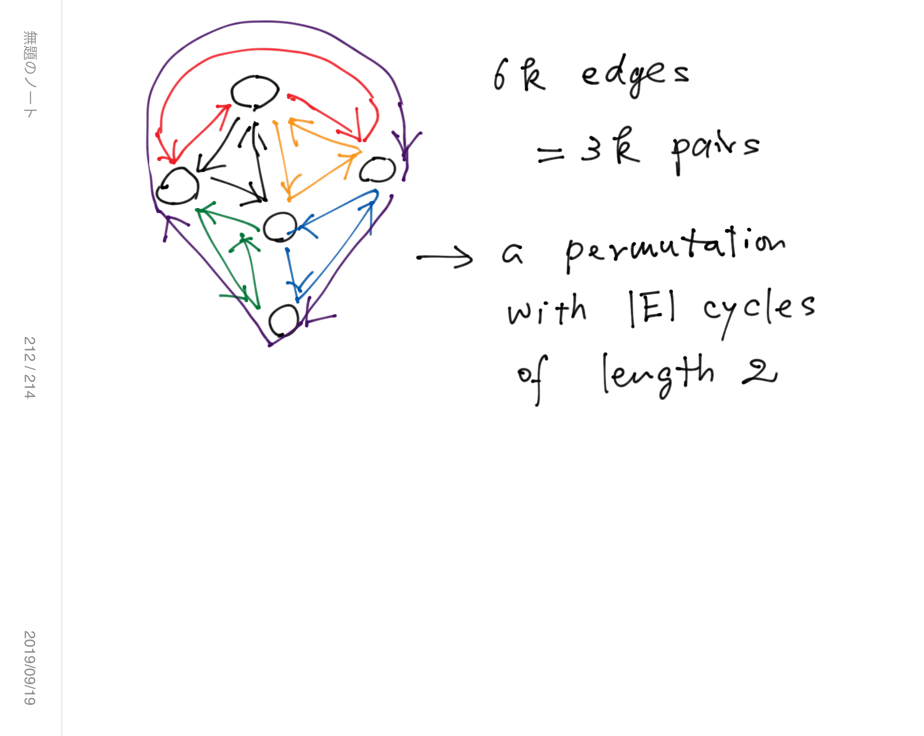 無題のノート
212 / 214
2019/09/19
6k edges
= 3k pairs
→ a permutation
with |E| cycles
of length 2